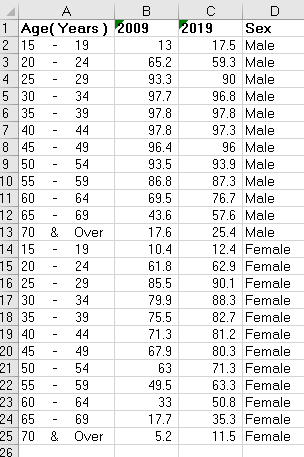 A B C D
1 Age( Years ) 2009 2019 Sex
2 15 - 19 13 17.5 Male
3 20 - 24 65.2 59.3 Male
4 25 - 29 93.3 90 Male
5 30 - 34 97.7 96.8 Male
6 35 - 39 97.8 97.8 Male
7 40 - 44 97.8 97.3 Male
8 45 - 49 96.4 96 Male
9 50 - 54 93.5 93.9 Male
10 55 - 59 86.8 87.3 Male
11 60 - 64 69.5 76.7 Male
12 65 - 69 43.6 57.6 Male
13 70 & Over 17.6 25.4 Male
14 15 - 19 10.4 12.4 Female
15 20 - 24 61.8 62.9 Female
16 25 - 29 85.5 90.1 Female
17 30 - 34 79.9 88.3 Female
18 35 - 39 75.5 82.7 Female
19 40 - 44 71.3 81.2 Female
20 45 - 49 67.9 80.3 Female
21 50 - 54 63 71.3 Female
22 55 - 59 49.5 63.3 Female
23 60 - 64 33 50.8 Female
24 65 - 69 17.7 35.3 Female
25 70 & Over 5.2 11.5 Female
26